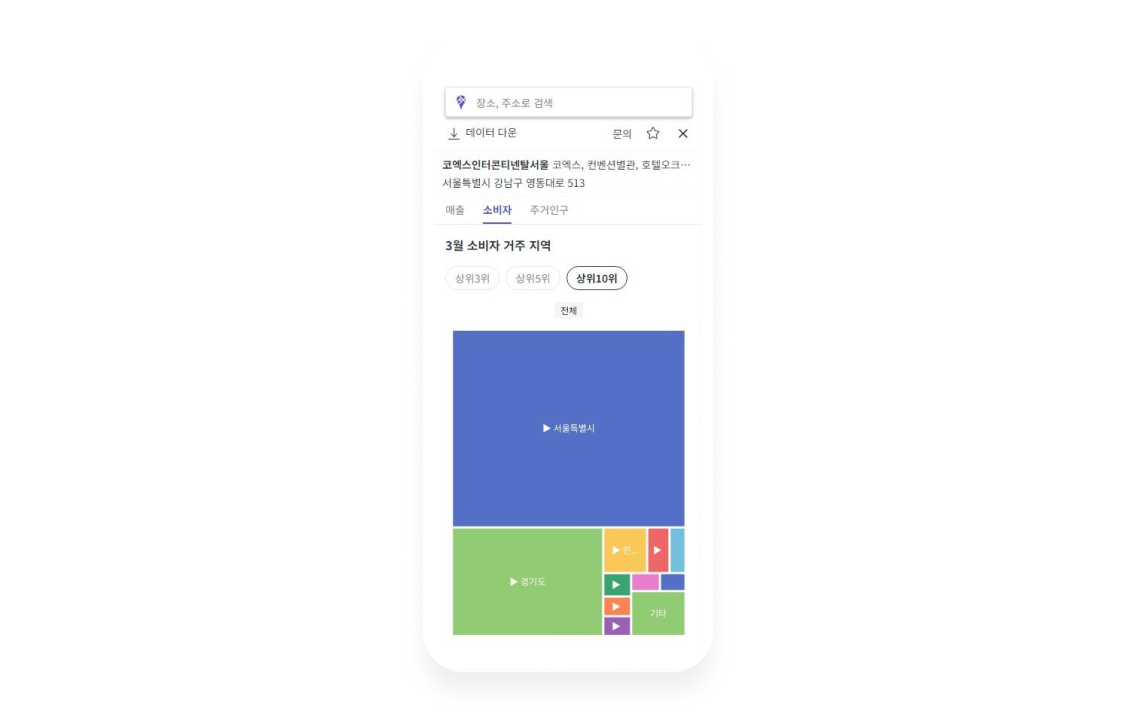 장소, 주소로 검색
데이터 다운 문의
코엑스인터콘티넨탈서울 코엑스, 컨벤션별관, 호텔오크…
서울특별시 강남구 영동대로 513
매출 소비자 주거인구
3월 소비자 거주 지역
상위3위 상위5위 상위10위
전체
▶ 서울특별시
▶ 인...
▶
▶ 경기도
▶
▶
기타
▶